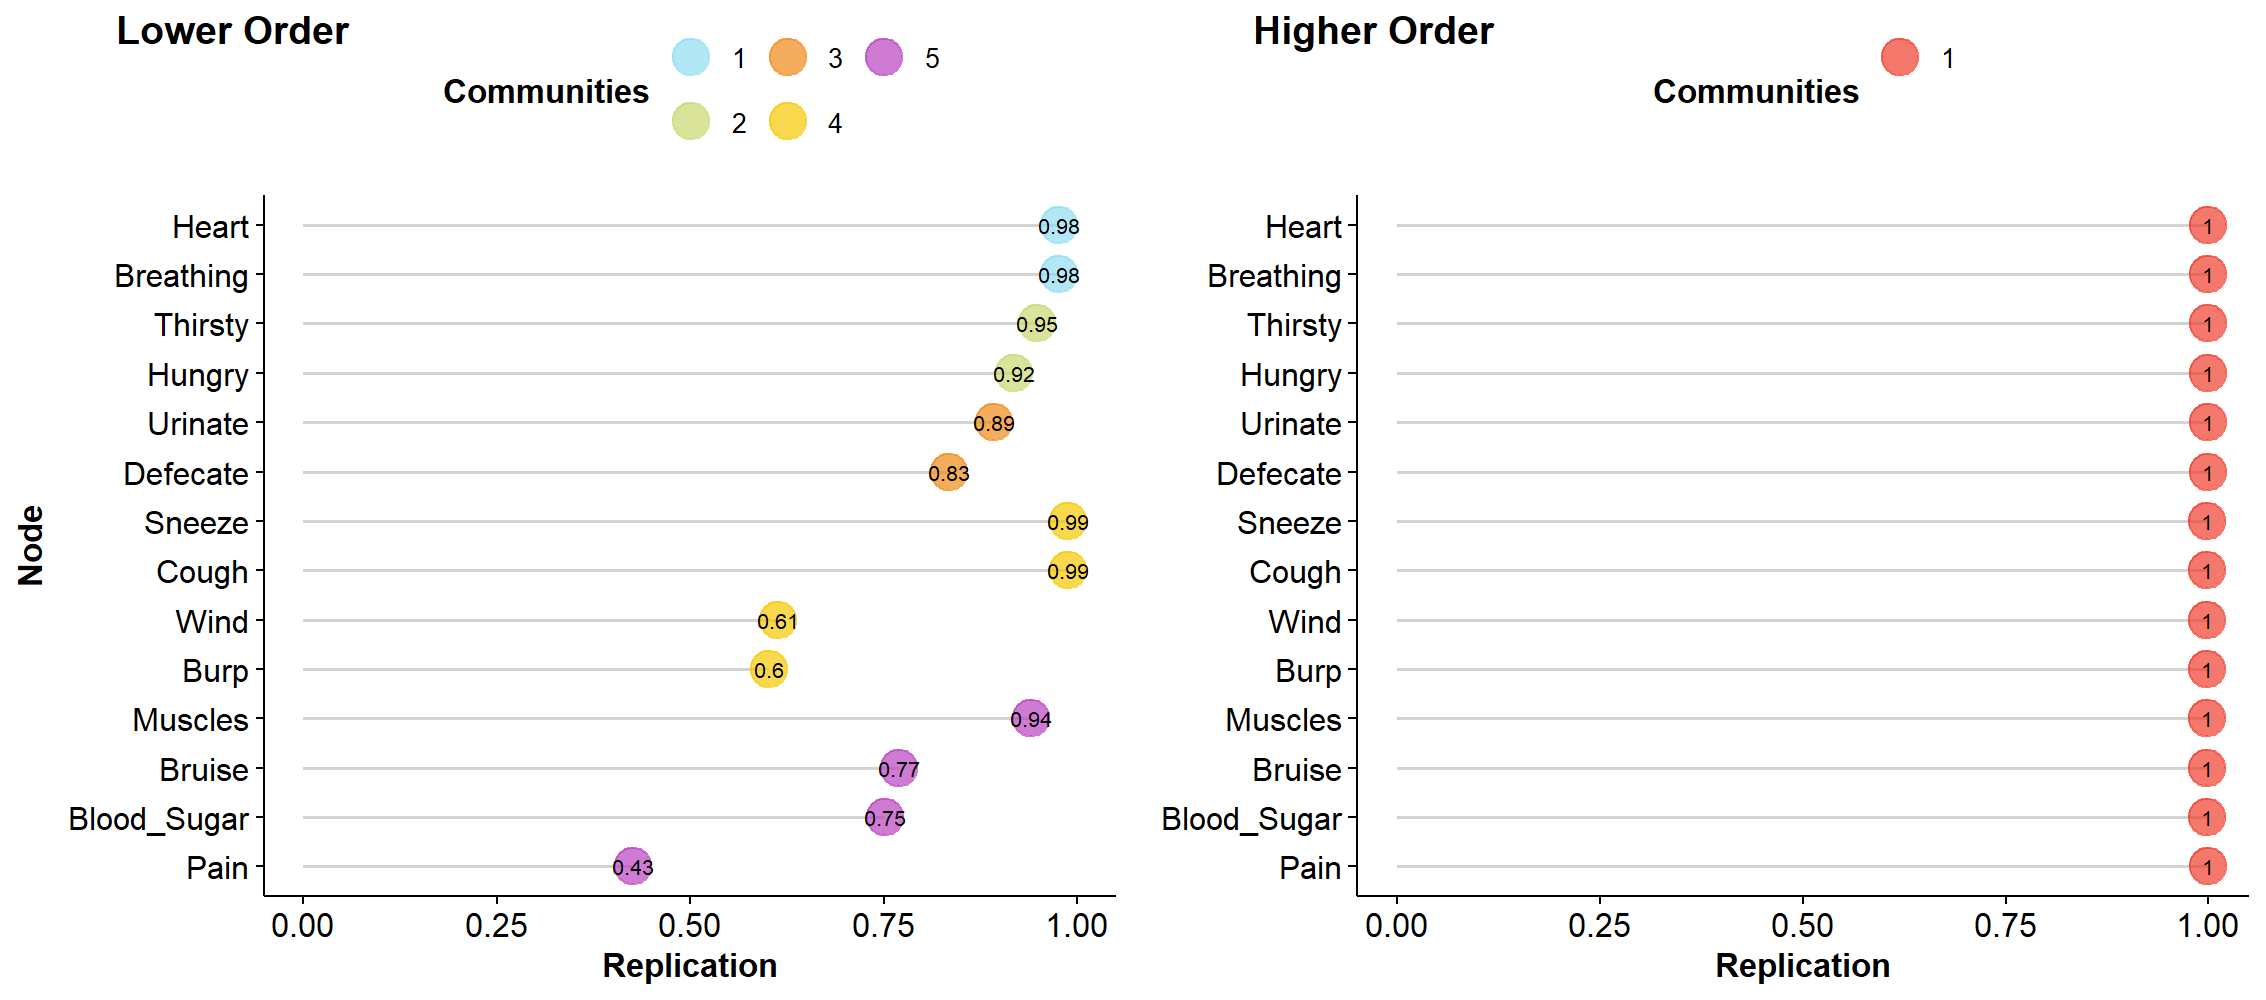 Lower Order
Communities
1 3 5
2 4
Node
Heart 0.98
Breathing 0.98
Thirsty 0.95
Hungry 0.92
Urinate 0.89
Defecate 0.83
Sneeze 0.99
Cough 0.99
Wind 0.61
Burp 0.6
Muscles 0.94
Bruise 0.77
Blood_Sugar 0.75
Pain 0.43
0.00 0.25 0.50 0.75 1.00
Replication
Higher Order
Communities
1
Heart 1
Breathing 1
Thirsty 1
Hungry 1
Urinate 1
Defecate 1
Sneeze 1
Cough 1
Wind 1
Burp 1
Muscles 1
Bruise 1
Blood_Sugar 1
Pain 1
0.00 0.25 0.50 0.75 1.00
Replication